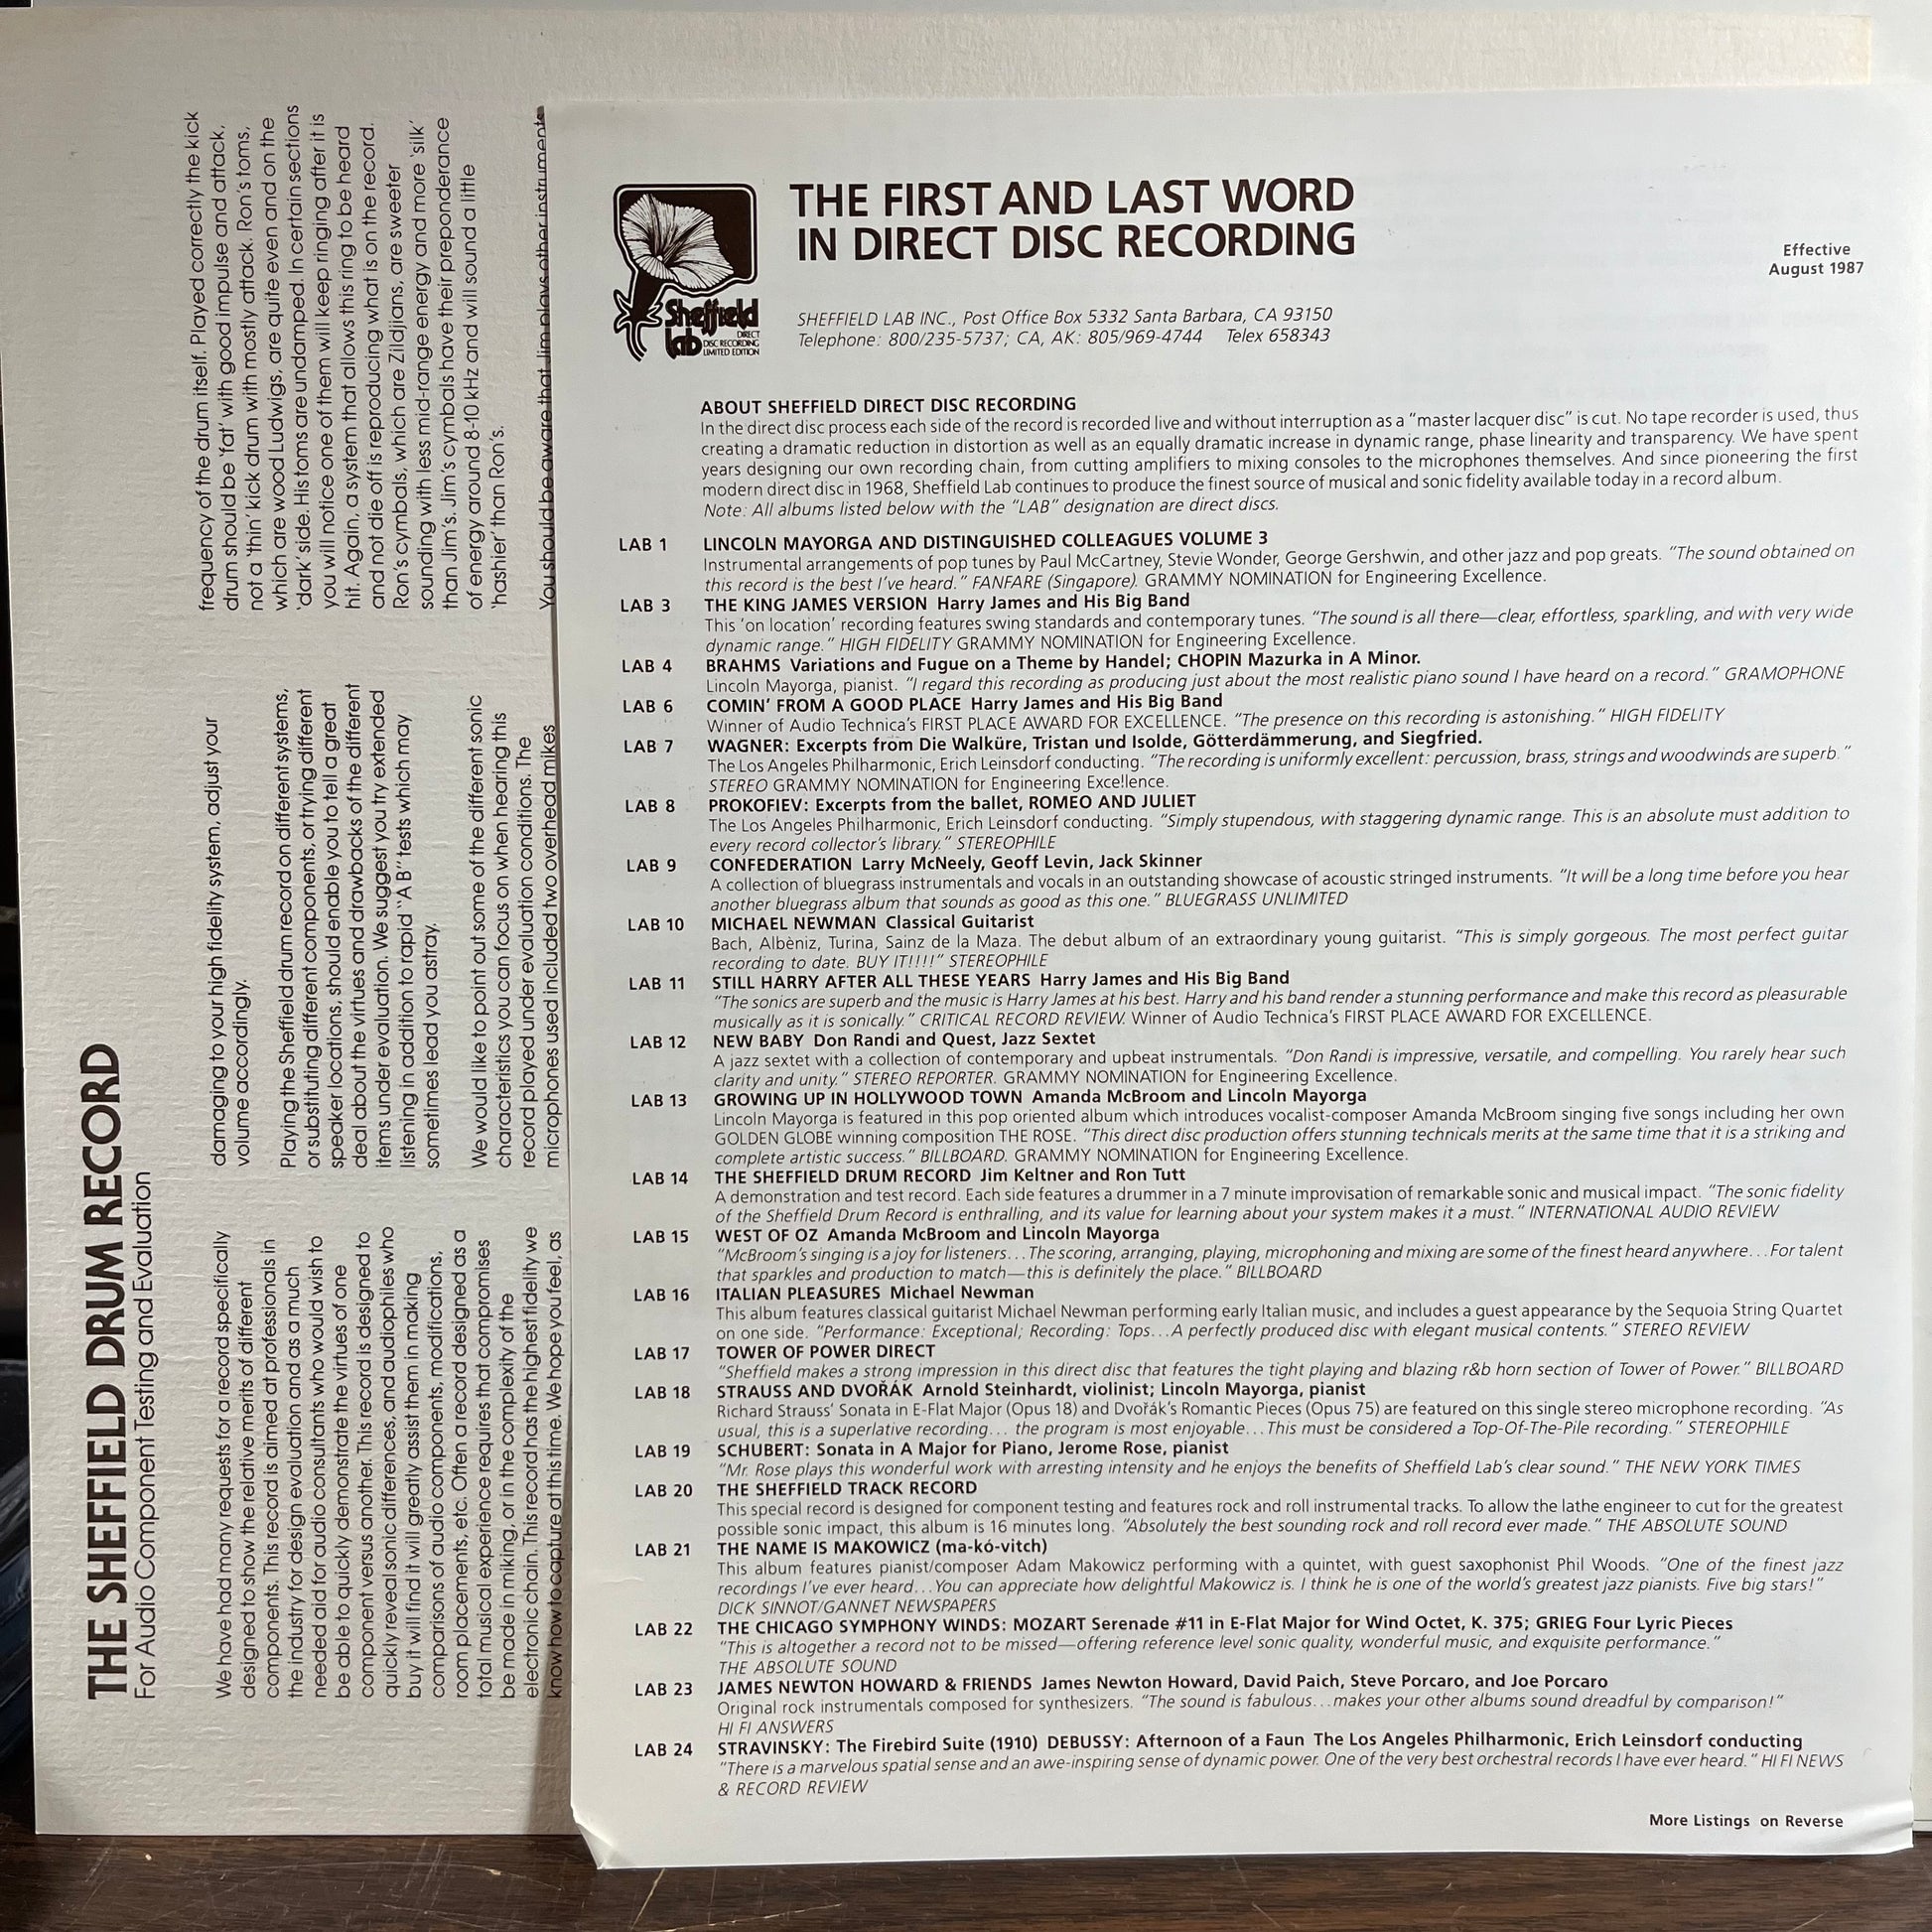 THE SHEFFIELD DRUM RECORD
For Audio Component Testing and Evaluation
We have had many requests for a record specifically
designed to show the relative merits of different
components. This record is aimed at professionals in
the industry for design evaluation and as a much
needed aid for audio consultants who would wish to
be able to quickly demonstrate the virtues of one
component versus another. This record is designed to
quickly reveal sonic differences, and audiophiles who
buy it will find it will greatly assist them in making
comparisons of audio components, modifications,
room placements, etc. Often a record designed as a
total musical experience requires that compromises
be made in miking, or in the complexity of the
electronic chain. This record has the highest fidelity we
know how to capture at this time. We hope you feel, as
damaging to your high fidelity system, adjust your
volume accordingly.
Playing the Sheffield drum record on different systems,
or substituting different components, or trying different
speaker locations, should enable you to tell a great
deal about the virtues and drawbacks of the different
items under evaluation. We suggest you try extended
listening in addition to rapid "A B" tests which may
sometimes lead you astray.
We would like to point out some of the different sonic
characteristics you can focus on when hearing this
record played under evaluation conditions. The
microphones used included two overhead mikes
frequency of the drum itself. Played correctly the kick
drum should be 'fat' with good impulse and attack,
not a 'thin' kick drum with mostly attack. Ron's toms,
which are wood Ludwigs, are quite even and on the
'dark' side. His toms are undamped. In certain sections
you will notice one of them will keep ringing after it is
hit. Again, a system that allows this ring to be heard
and not die off is reproducing what is on the record.
Ron's cymbals, which are Zildjians, are sweeter
sounding with less mid-range energy and more 'silk'
than Jim's. Jim's cymbals have their preponderance
of energy around 8-10 kHz and will sound a little
'hashier' than Ron's.
You should be aware that Jim plays other instruments
Sheffield
lab
DIRECT
DISC RECORDING
LIMITED EDITION
THE FIRST AND LAST WORD
IN DIRECT DISC RECORDING
Effective
August 1987
SHEFFIELD LAB INC., Post Office Box 5332 Santa Barbara, CA 93150
Telephone: 800/235-5737; CA, AK: 805/969-4744 Telex 658343
ABOUT SHEFFIELD DIRECT DISC RECORDING
In the direct disc process each side of the record is recorded live and without interruption as a "master lacquer disc" is cut. No tape recorder is used, thus
creating a dramatic reduction in distortion as well as an equally dramatic increase in dynamic range, phase linearity and transparency. We have spent
years designing our own recording chain, from cutting amplifiers to mixing consoles to the microphones themselves. And since pioneering the first
modern direct disc in 1968, Sheffield Lab continues to produce the finest source of musical and sonic fidelity available today in a record album.
Note: All albums listed below with the "LAB" designation are direct discs.
LAB 1 LINCOLN MAYORGA AND DISTINGUISHED COLLEAGUES VOLUME 3
Instrumental arrangements of pop tunes by Paul McCartney, Stevie Wonder, George Gershwin, and other jazz and pop greats. "The sound obtained on
this record is the best I've heard." FANFARE (Singapore). GRAMMY NOMINATION for Engineering Excellence.
LAB 3 THE KING JAMES VERSION Harry James and His Big Band
This 'on location' recording features swing standards and contemporary tunes. "The sound is all there—clear, effortless, sparkling, and with very wide
dynamic range." HIGH FIDELITY GRAMMY NOMINATION for Engineering Excellence.
LAB 4 BRAHMS Variations and Fugue on a Theme by Handel; CHOPIN Mazurka in A Minor.
Lincoln Mayorga, pianist. "I regard this recording as producing just about the most realistic piano sound I have heard on a record." GRAMOPHONE
LAB 6 COMIN' FROM A GOOD PLACE Harry James and His Big Band
Winner of Audio Technica's FIRST PLACE AWARD FOR EXCELLENCE. "The presence on this recording is astonishing." HIGH FIDELITY
LAB 7 WAGNER: Excerpts from Die Walküre, Tristan und Isolde, Götterdämmerung, and Siegfried.
The Los Angeles Philharmonic, Erich Leinsdorf conducting. "The recording is uniformly excellent: percussion, brass, strings and woodwinds are superb."
STEREO GRAMMY NOMINATION for Engineering Excellence.
LAB 8 PROKOFIEV: Excerpts from the ballet, ROMEO AND JULIET
The Los Angeles Philharmonic, Erich Leinsdorf conducting. "Simply stupendous, with staggering dynamic range. This is an absolute must addition to
every record collector's library." STEREOPHILE
LAB 9 CONFEDERATION Larry McNeely, Geoff Levin, Jack Skinner
A collection of bluegrass instrumentals and vocals in an outstanding showcase of acoustic stringed instruments. "It will be a long time before you hear
another bluegrass album that sounds as good as this one." BLUEGRASS UNLIMITED
LAB 10 MICHAEL NEWMAN Classical Guitarist
Bach, Albèniz, Turina, Sainz de la Maza. The debut album of an extraordinary young guitarist. "This is simply gorgeous. The most perfect guitar
recording to date. BUY IT!!!!" STEREOPHILE
LAB 11 STILL HARRY AFTER ALL THESE YEARS Harry James and His Big Band
"The sonics are superb and the music is Harry James at his best. Harry and his band render a stunning performance and make this record as pleasurable
musically as it is sonically." CRITICAL RECORD REVIEW. Winner of Audio Technica's FIRST PLACE AWARD FOR EXCELLENCE.
LAB 12 NEW BABY Don Randi and Quest, Jazz Sextet
A jazz sextet with a collection of contemporary and upbeat instrumentals. "Don Randi is impressive, versatile, and compelling. You rarely hear such
clarity and unity." STEREO REPORTER. GRAMMY NOMINATION for Engineering Excellence.
LAB 13 GROWING UP IN HOLLYWOOD TOWN Amanda McBroom and Lincoln Mayorga
Lincoln Mayorga is featured in this pop oriented album which introduces vocalist-composer Amanda McBroom singing five songs including her own
GOLDEN GLOBE winning composition THE ROSE. "This direct disc production offers stunning technicals merits at the same time that it is a striking and
complete artistic success." BILLBOARD. GRAMMY NOMINATION for Engineering Excellence.
LAB 14 THE SHEFFIELD DRUM RECORD Jim Keltner and Ron Tutt
A demonstration and test record. Each side features a drummer in a 7 minute improvisation of remarkable sonic and musical impact. "The sonic fidelity
of the Sheffield Drum Record is enthralling, and its value for learning about your system makes it a must." INTERNATIONAL AUDIO REVIEW
LAB 15 WEST OF OZ Amanda McBroom and Lincoln Mayorga
"McBroom's singing is a joy for listeners...The scoring, arranging, playing, microphoning and mixing are some of the finest heard anywhere...For talent
that sparkles and production to match—this is definitely the place." BILLBOARD
LAB 16 ITALIAN PLEASURES Michael Newman
This album features classical guitarist Michael Newman performing early Italian music, and includes a guest appearance by the Sequoia String Quartet
on one side. "Performance: Exceptional; Recording: Tops...A perfectly produced disc with elegant musical contents." STEREO REVIEW
LAB 17 TOWER OF POWER DIRECT
"Sheffield makes a strong impression in this direct disc that features the tight playing and blazing r&b horn section of Tower of Power." BILLBOARD
LAB 18 STRAUSS AND DVOŘÁK Arnold Steinhardt, violinist; Lincoln Mayorga, pianist
Richard Strauss' Sonata in E-Flat Major (Opus 18) and Dvořák's Romantic Pieces (Opus 75) are featured on this single stereo microphone recording. "As
usual, this is a superlative recording... the program is most enjoyable...This must be considered a Top-Of-The-Pile recording." STEREOPHILE
LAB 19 SCHUBERT: Sonata in A Major for Piano, Jerome Rose, pianist
"Mr. Rose plays this wonderful work with arresting intensity and he enjoys the benefits of Sheffield Lab's clear sound." THE NEW YORK TIMES
LAB 20 THE SHEFFIELD TRACK RECORD
This special record is designed for component testing and features rock and roll instrumental tracks. To allow the lathe engineer to cut for the greatest
possible sonic impact, this album is 16 minutes long. "Absolutely the best sounding rock and roll record ever made." THE ABSOLUTE SOUND
LAB 21 THE NAME IS MAKOWICZ (ma-kó-vitch)
This album features pianist/composer Adam Makowicz performing with a quintet, with guest saxophonist Phil Woods. "One of the finest jazz
recordings I've ever heard...You can appreciate how delightful Makowicz is. I think he is one of the world's greatest jazz pianists. Five big stars!"
DICK SINNOT/GANNET NEWSPAPERS
LAB 22 THE CHICAGO SYMPHONY WINDS: MOZART Serenade #11 in E-Flat Major for Wind Octet, K. 375; GRIEG Four Lyric Pieces
"This is altogether a record not to be missed—offering reference level sonic quality, wonderful music, and exquisite performance."
THE ABSOLUTE SOUND
LAB 23 JAMES NEWTON HOWARD & FRIENDS James Newton Howard, David Paich, Steve Porcaro, and Joe Porcaro
Original rock instrumentals composed for synthesizers. "The sound is fabulous...makes your other albums sound dreadful by comparison!"
HI FI ANSWERS
LAB 24 STRAVINSKY: The Firebird Suite (1910) DEBUSSY: Afternoon of a Faun The Los Angeles Philharmonic, Erich Leinsdorf conducting
"There is a marvelous spatial sense and an awe-inspiring sense of dynamic power. One of the very best orchestral records I have ever heard." HI FI NEWS
& RECORD REVIEW
More Listings on Reverse